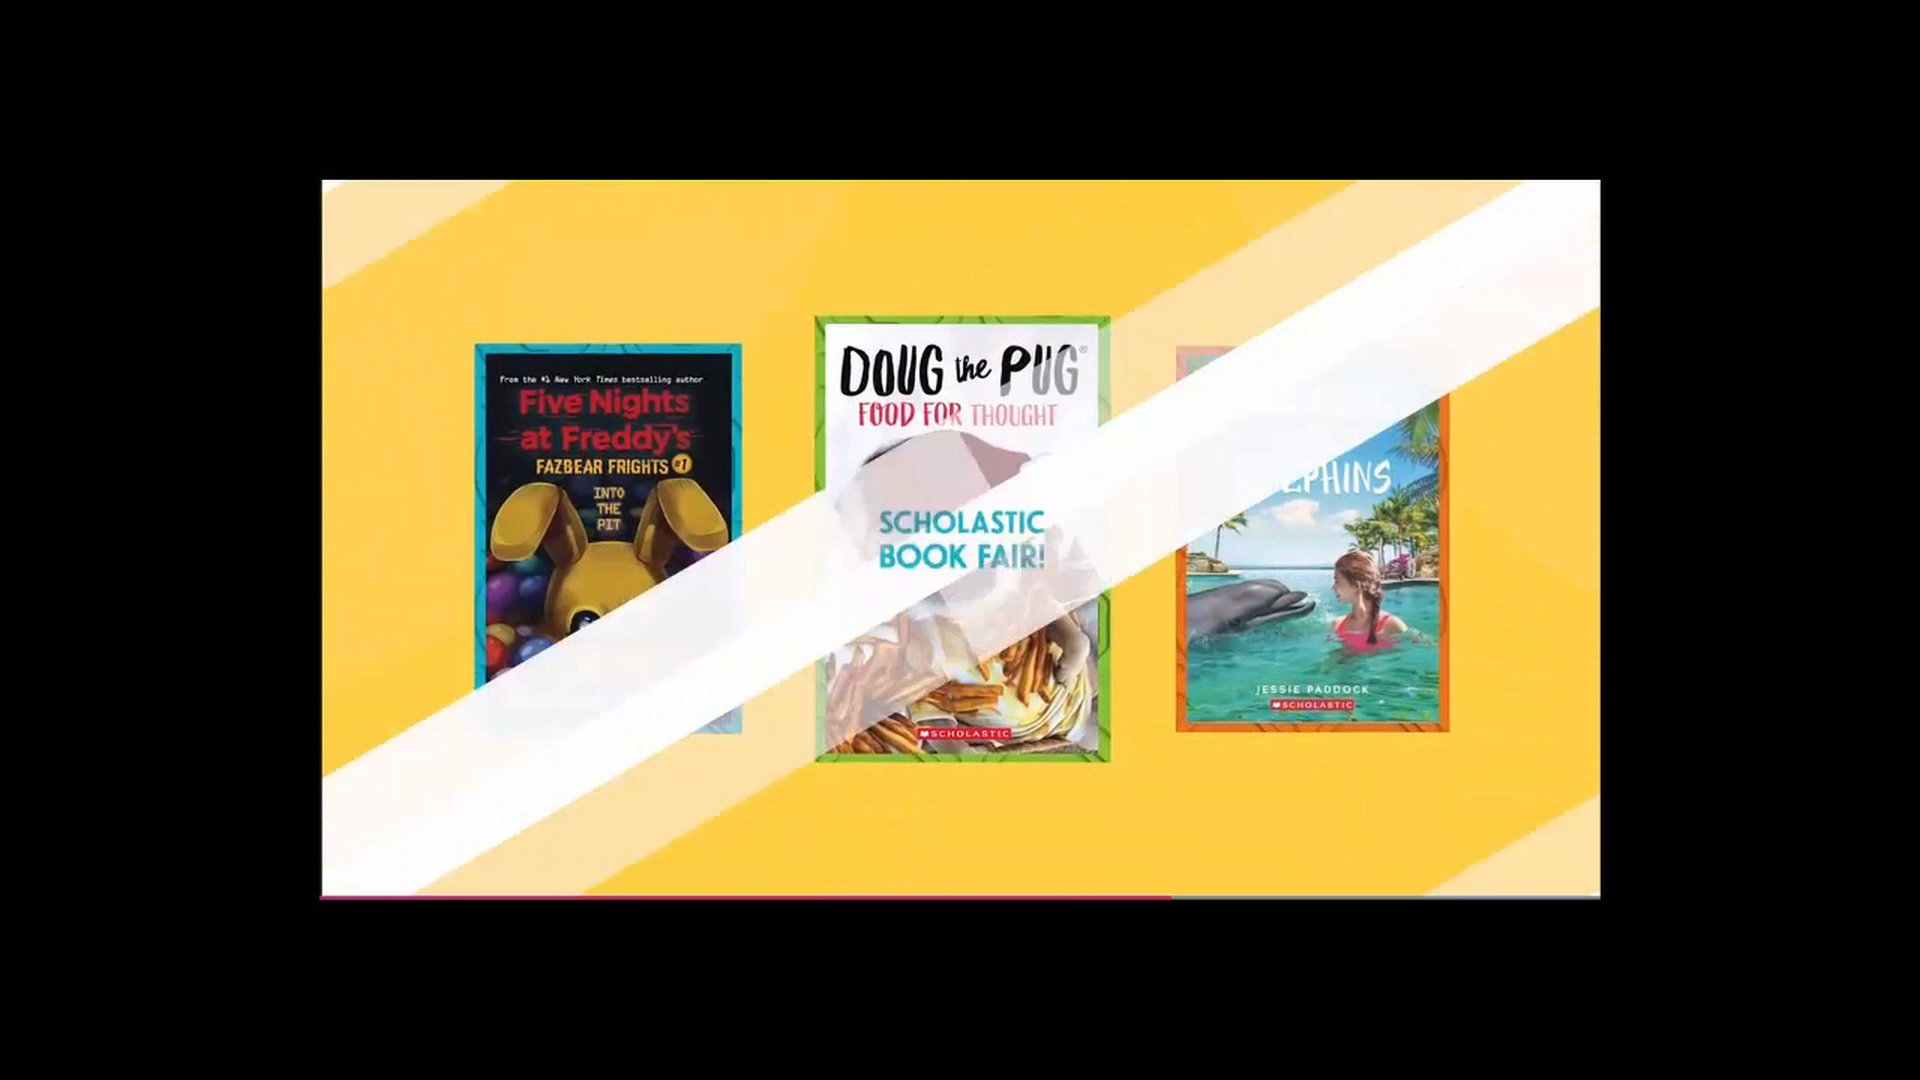 From the #1 New York Times bestselling author
Five Nights
at Freddy's
FAZBEAR FRIGHTS #1
INTO
THE
PIT
DOUG the PUG®
FOOD FOR THOUGHT
SCHOLASTIC
BOOK FAIR!
SCHOLASTIC
PHINS
JESSIE PADDOCK
SCHOLASTIC